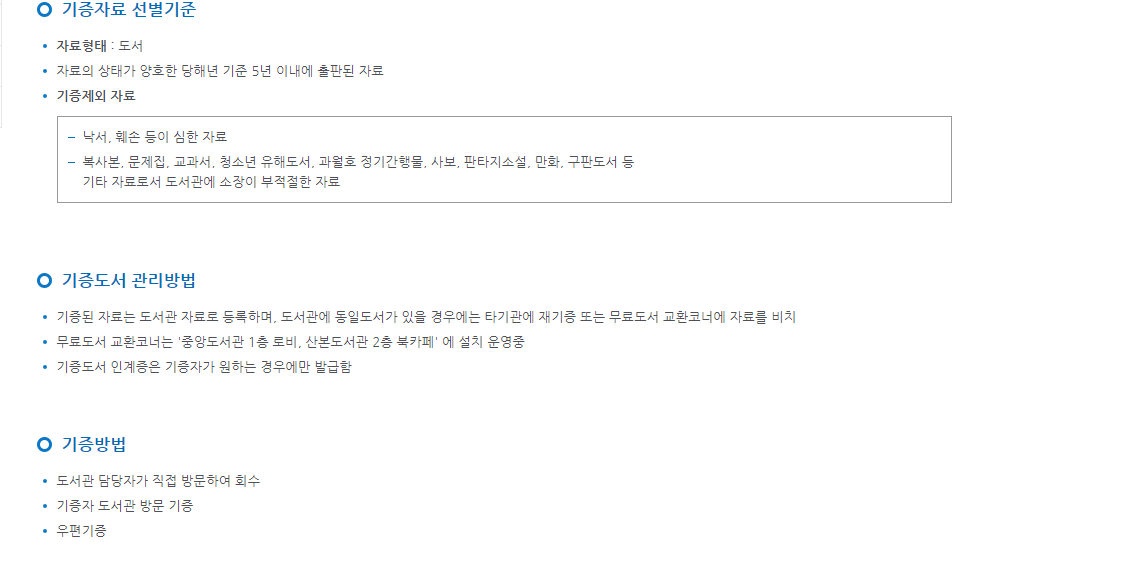 기증자료 선별기준
자료형태 : 도서
자료의 상태가 양호한 당해년 기준 5년 이내에 출판된 자료
기증제외 자료
– 낙서, 훼손 등이 심한 자료
– 복사본, 문제집, 교과서, 청소년 유해도서, 과월호 정기간행물, 사보, 판타지소설, 만화, 구판도서 등
기타 자료로서 도서관에 소장이 부적절한 자료
기증도서 관리방법
기증된 자료는 도서관 자료로 등록하며, 도서관에 동일도서가 있을 경우에는 타기관에 재기증 또는 무료도서 교환코너에 자료를 비치
무료도서 교환코너는 '중앙도서관 1층 로비, 산본도서관 2층 북카페' 에 설치 운영중
기증도서 인계증은 기증자가 원하는 경우에만 발급함
기증방법
도서관 담당자가 직접 방문하여 회수
기증자 도서관 방문 기증
우편기증